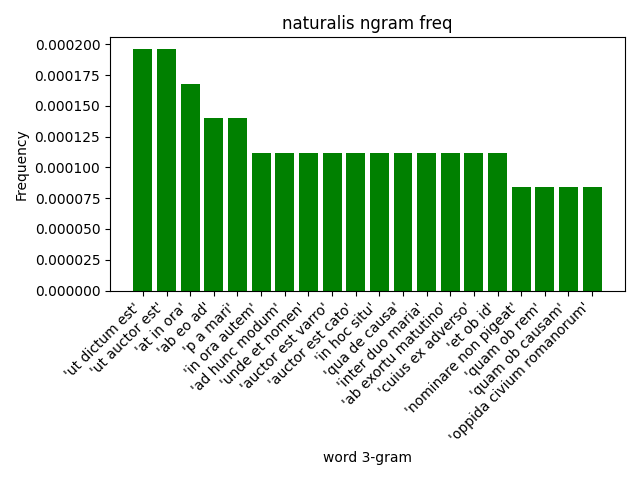 naturalis ngram freq
Frequency
0.000200
0.000175
0.000150
0.000125
0.000100
0.000075
0.000050
0.000025
0.000000
'ut dictum est'
'ut auctor est'
'at in ora'
'ab eo ad'
'p a mari'
'in ora autem'
'ad hunc modum'
'unde et nomen'
'auctor est varro'
'auctor est cato'
'in hoc situ'
'qua de causa'
'inter duo maria'
'ab exortu matutino'
'cuius ex adverso'
'et ob id'
'nominare non pigeat'
'quam ob rem'
'quam ob causam'
'oppida civium romanorum'
word 3-gram